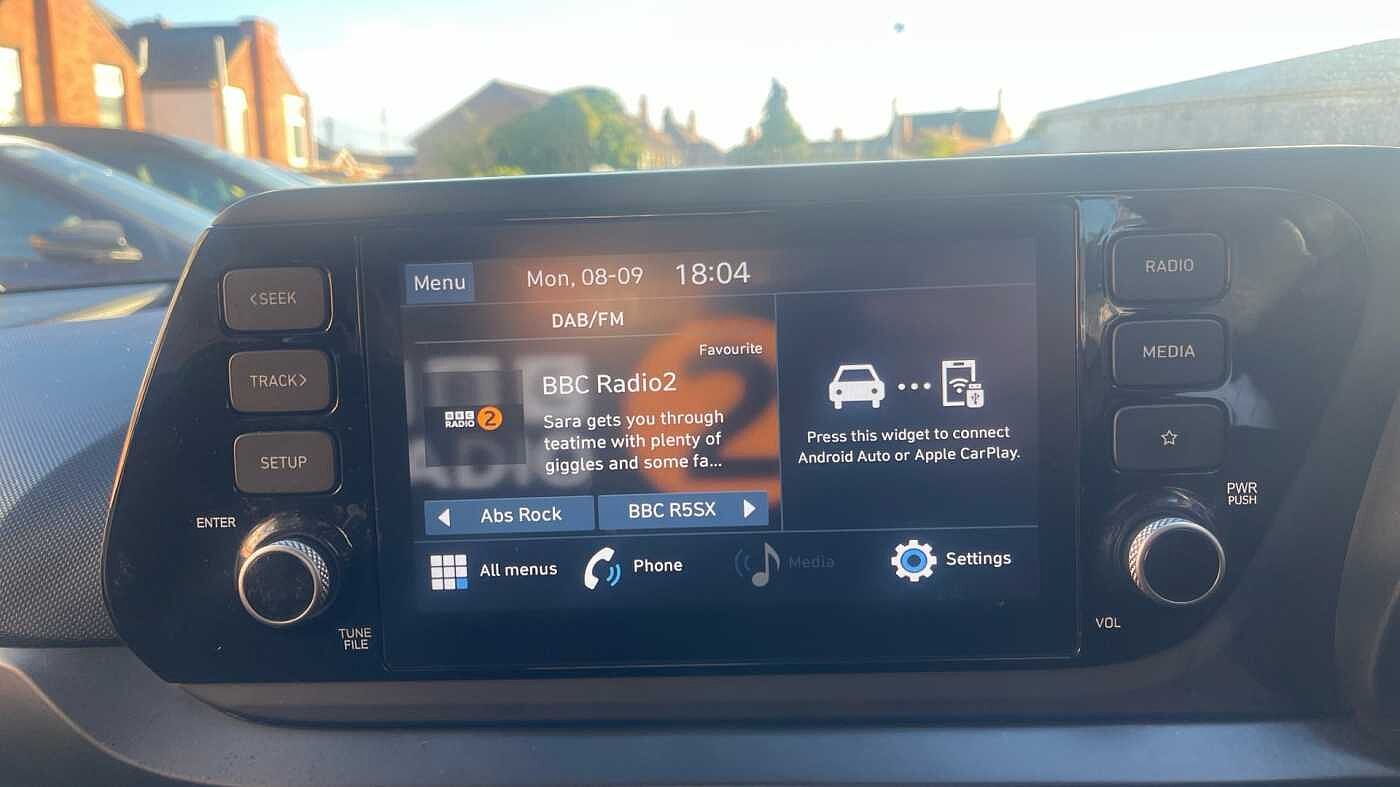 <SEEK
TRACK>
SETUP
ENTER
TUNE
FILE
Menu
Mon, 08-09
18:04
DAB/FM
Favourite
BBC Radio2
BBC
RADIO 2
Sara gets you through
teatime with plenty of
giggles and some fa...
Abs Rock
BBC R5SX
Press this widget to connect
Android Auto or Apple CarPlay.
All menus
Phone
Media
Settings
RADIO
MEDIA
PWR
PUSH
VOL